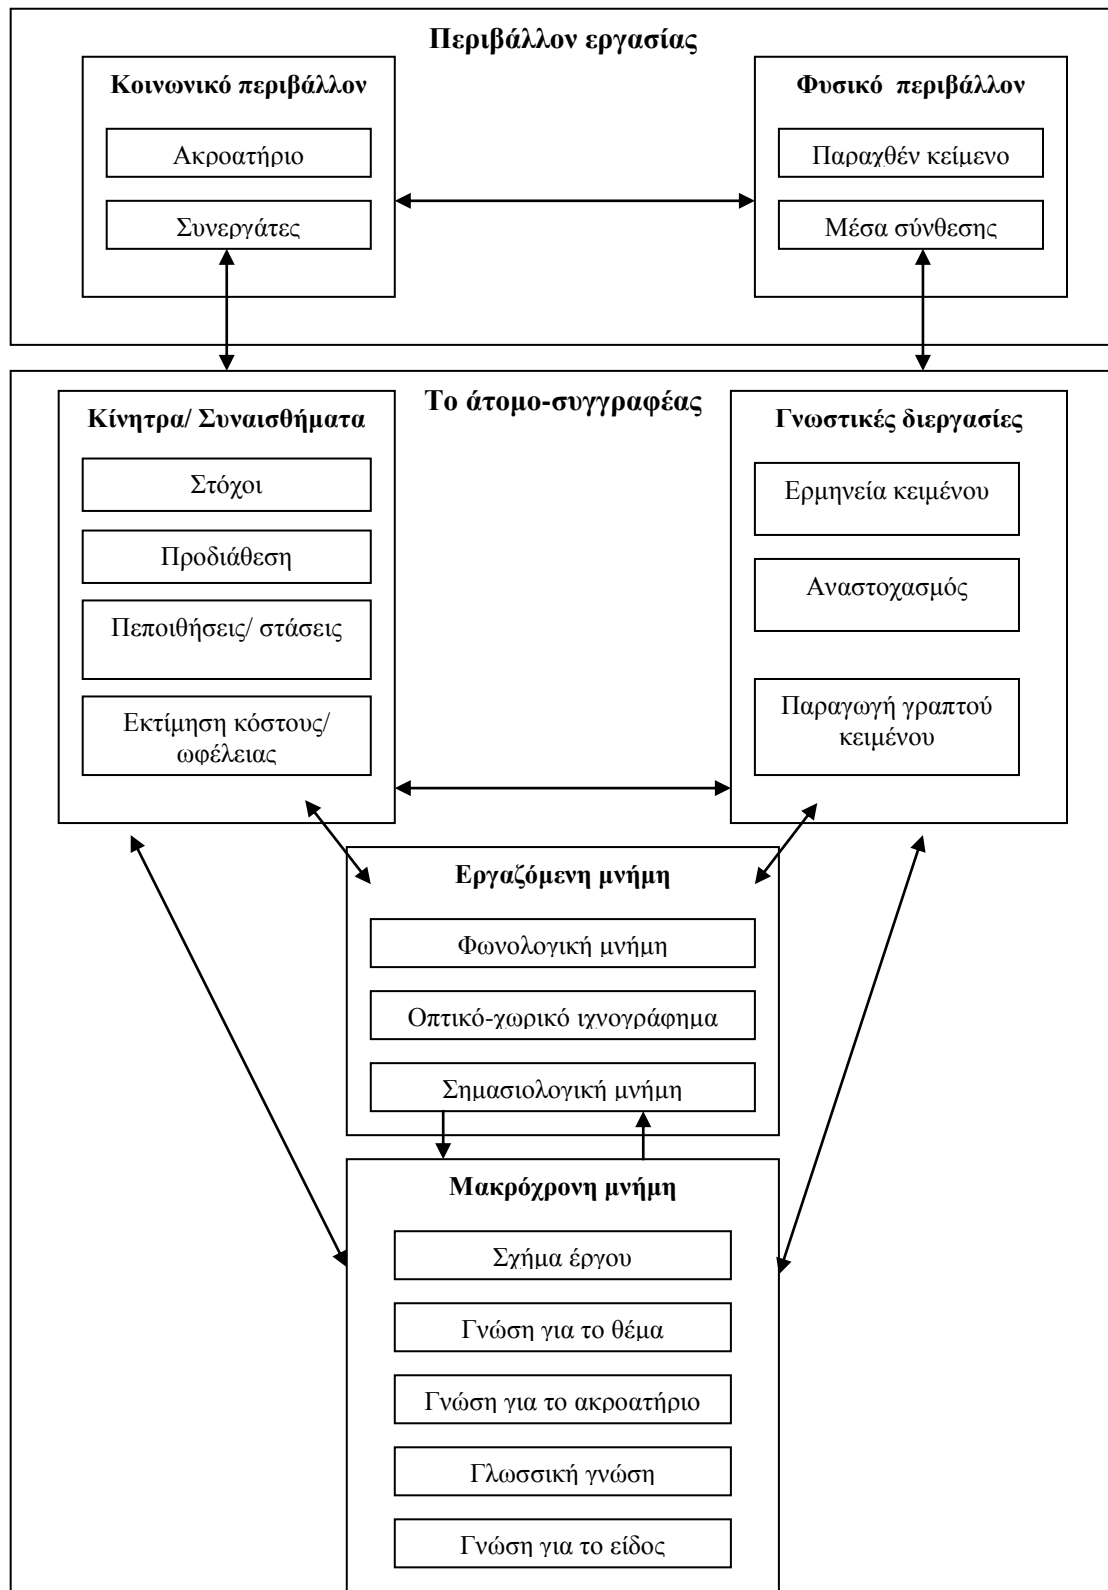 Περιβάλλον εργασίας
Κοινωνικό περιβάλλον
Ακροατήριο
Συνεργάτες
Φυσικό περιβάλλον
Παραχθέν κείμενο
Μέσα σύνθεσης
Το άτομο-συγγραφέας
Κίνητρα/ Συναισθήματα
Στόχοι
Προδιάθεση
Πεποιθήσεις/ στάσεις
Εκτίμηση κόστους/
ωφέλειας
Γνωστικές διεργασίες
Ερμηνεία κειμένου
Αναστοχασμός
Παραγωγή γραπτού
κειμένου
Εργαζόμενη μνήμη
Φωνολογική μνήμη
Οπτικό-χωρικό ιχνογράφημα
Σημασιολογική μνήμη
Μακρόχρονη μνήμη
Σχήμα έργου
Γνώση για το θέμα
Γνώση για το ακροατήριο
Γλωσσική γνώση
Γνώση για το είδος